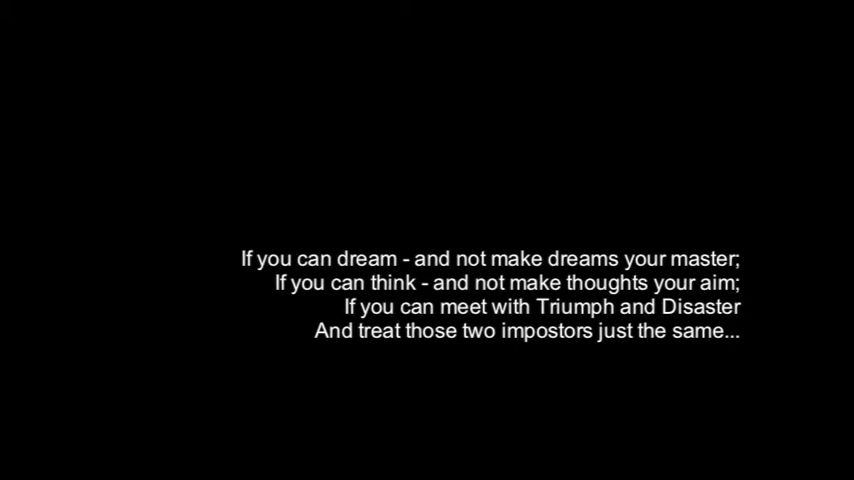 If you can dream - and not make dreams your master;
If you can think - and not make thoughts your aim;
If you can meet with Triumph and Disaster
And treat those two impostors just the same...